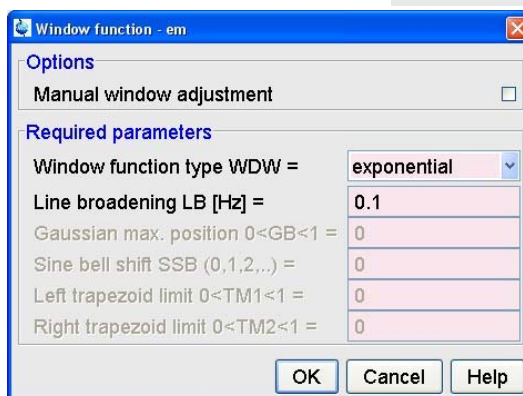 Window function - em
Options
Manual window adjustment
Required parameters
Window function type WDW = exponential
Line broadening LB [Hz] = 0.1
Gaussian max. position 0<GB<1 = 0
Sine bell shift SSB (0,1,2,..) = 0
Left trapezoid limit 0<TM1<1 = 0
Right trapezoid limit 0<TM2<1 = 0
OK Cancel Help